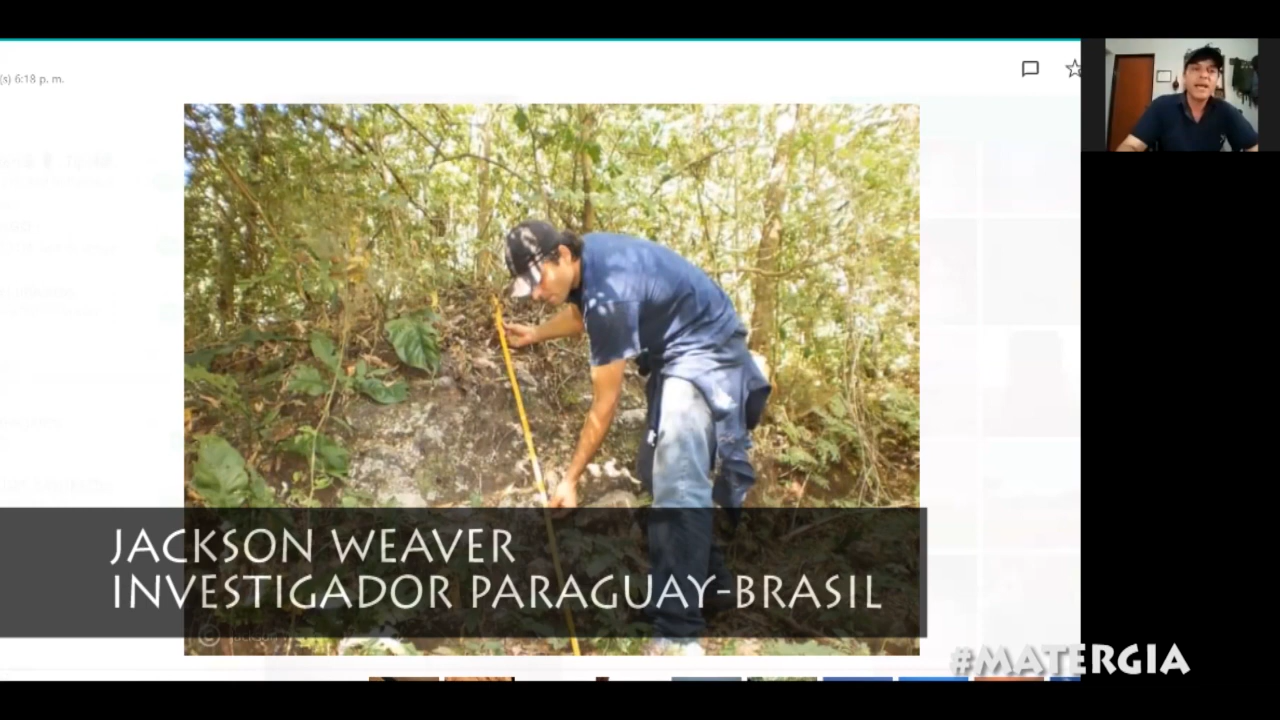 (s) 6:18 p. m.
JACKSON WEAVER
INVESTIGADOR PARAGUAY-BRASIL
#MATERGIA